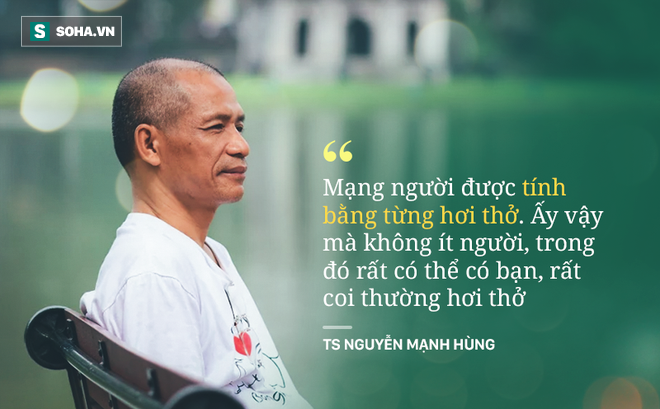 S SOHA.VN
“
Mạng người được tính
bằng từng hơi thở. Ấy vậy
mà không ít người, trong
đó rất có thể có bạn, rất
coi thường hơi thở
TS NGUYỄN MẠNH HÙNG